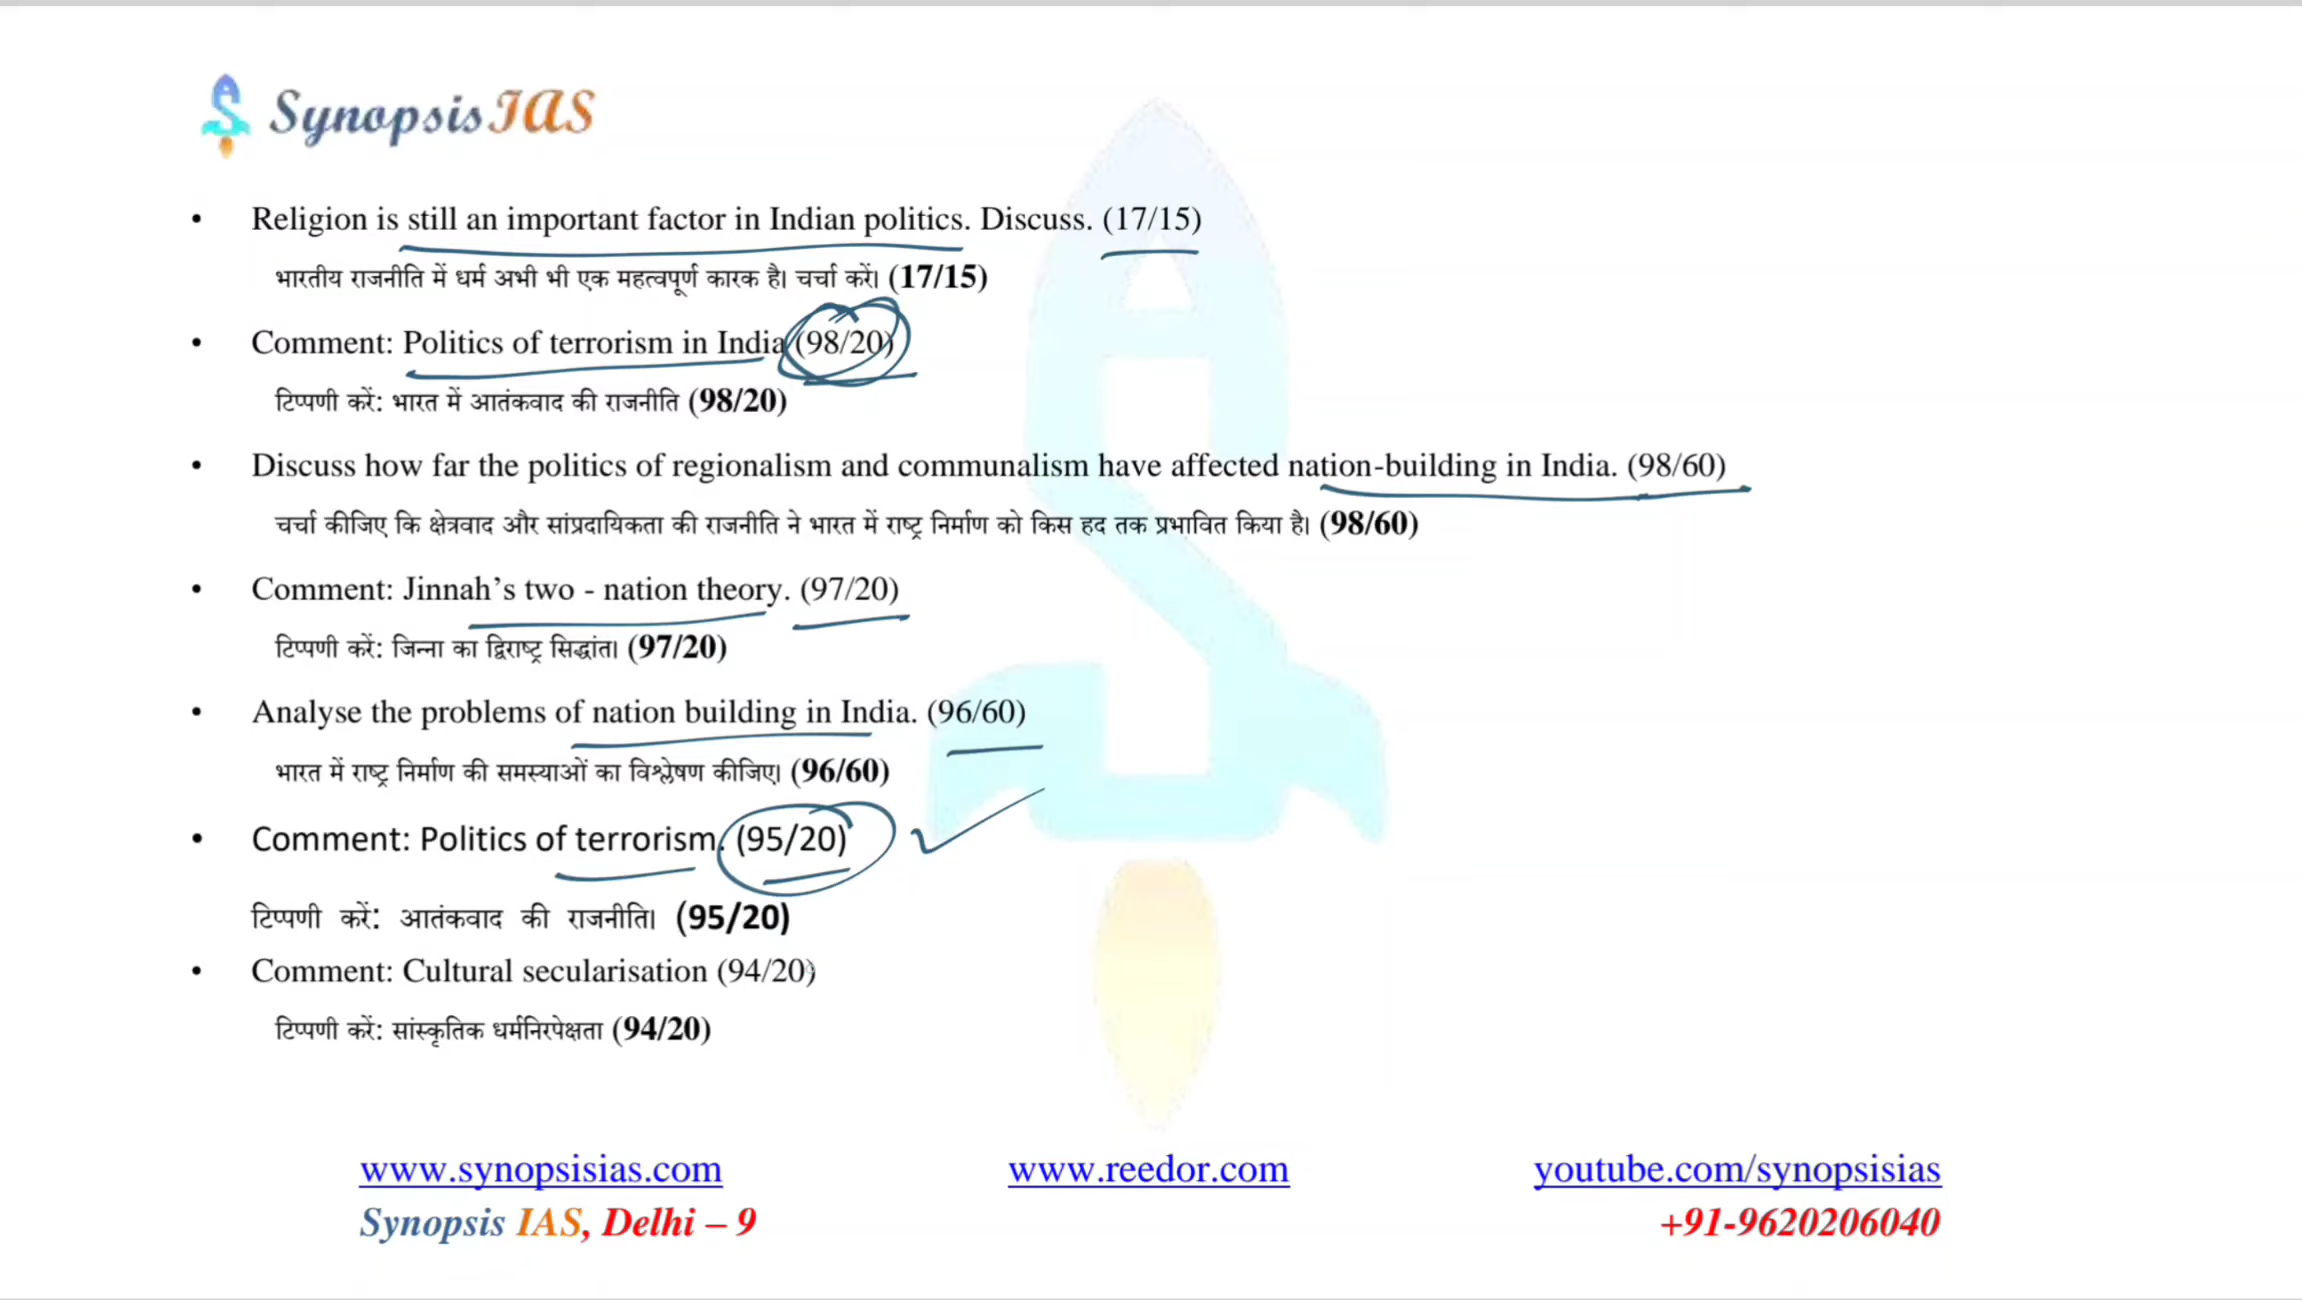 Synopsis IAS
• Religion is still an important factor in Indian politics. Discuss. (17/15)
भारतीय राजनीति में धर्म अभी भी एक महत्वपूर्ण कारक है। चर्चा करें। (17/15)
• Comment: Politics of terrorism in India (98/20)
टिप्पणी करें: भारत में आतंकवाद की राजनीति (98/20)
• Discuss how far the politics of regionalism and communalism have affected nation-building in India. (98/60)
चर्चा कीजिए कि क्षेत्रवाद और सांप्रदायिकता की राजनीति ने भारत में राष्ट्र निर्माण को किस हद तक प्रभावित किया है। (98/60)
• Comment: Jinnah’s two - nation theory. (97/20)
टिप्पणी करें: जिन्ना का द्विराष्ट्र सिद्धांत। (97/20)
• Analyse the problems of nation building in India. (96/60)
भारत में राष्ट्र निर्माण की समस्याओं का विश्लेषण कीजिए। (96/60)
• Comment: Politics of terrorism. (95/20)
टिप्पणी करें: आतंकवाद की राजनीति। (95/20)
• Comment: Cultural secularisation (94/20)
टिप्पणी करें: सांस्कृतिक धर्मनिरपेक्षता (94/20)
www.synopsisias.com www.reedor.com youtube.com/synopsisias
Synopsis IAS, Delhi – 9 +91-9620206040